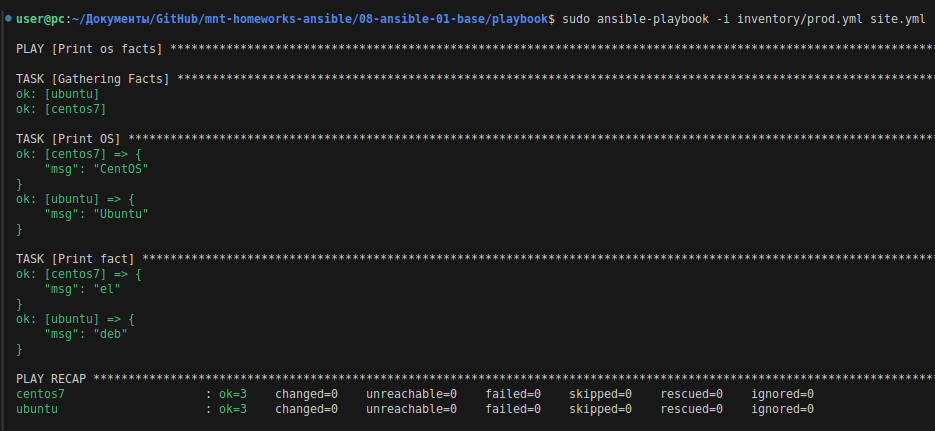 user@pc:~/Документы/GitHub/mnt-homeworks-ansible/08-ansible-01-base/playbook$ sudo ansible-playbook -i inventory/prod.yml site.yml
PLAY [Print os facts] ******************************************************************************************************************
TASK [Gathering Facts] *****************************************************************************************************************
ok: [ubuntu]
ok: [centos7]
TASK [Print OS] ************************************************************************************************************************
ok: [centos7] => {
    "msg": "CentOS"
}
ok: [ubuntu] => {
    "msg": "Ubuntu"
}
TASK [Print fact] **********************************************************************************************************************
ok: [centos7] => {
    "msg": "el"
}
ok: [ubuntu] => {
    "msg": "deb"
}
PLAY RECAP *****************************************************************************************************************************
centos7                    : ok=3    changed=0    unreachable=0    failed=0    skipped=0    rescued=0    ignored=0
ubuntu                     : ok=3    changed=0    unreachable=0    failed=0    skipped=0    rescued=0    ignored=0